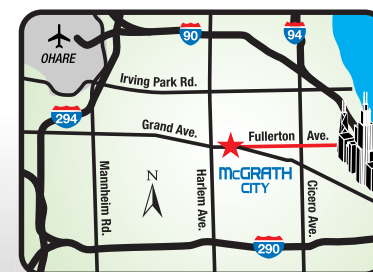 90
94
OHARE
Irving Park Rd.
294
Grand Ave.
Fullerton Ave.
McGRATH
CITY
N
Mannheim Rd.
Harlem Ave.
Cicero Ave.
290